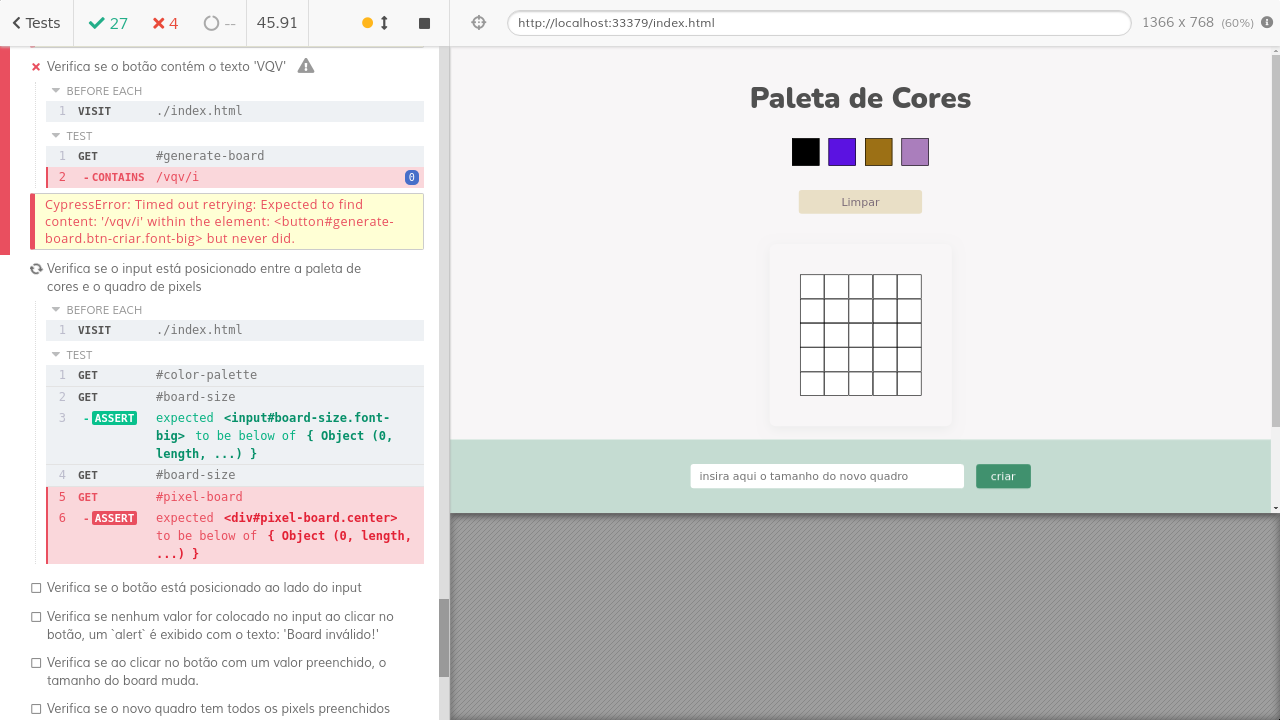 Tests
27
4
--
45.91
http://localhost:33379/index.html
1366 x 768 (60%)
Verifica se o botão contém o texto 'VQV'
BEFORE EACH
1 VISIT ./index.html
TEST
1 GET #generate-board
2 - CONTAINS /vqv/i 0
CypressError: Timed out retrying: Expected to find
content: '/vqv/i' within the element: <button#generate-
board.btn-criar.font-big> but never did.
Verifica se o input está posicionado entre a paleta de
cores e o quadro de pixels
BEFORE EACH
1 VISIT ./index.html
TEST
1 GET #color-palette
2 GET #board-size
3 - ASSERT expected <input#board-size.font-
big> to be below of { Object (0,
length, ...) }
4 GET #board-size
5 GET #pixel-board
6 - ASSERT expected <div#pixel-board.center>
to be below of { Object (0, length,
...) }
Verifica se o botão está posicionado ao lado do input
Verifica se nenhum valor for colocado no input ao clicar no
botão, um `alert` é exibido com o texto: 'Board inválido!'
Verifica se ao clicar no botão com um valor preenchido, o
tamanho do board muda.
Verifica se o novo quadro tem todos os pixels preenchidos
Paleta de Cores
Limpar
insira aqui o tamanho do novo quadro
criar